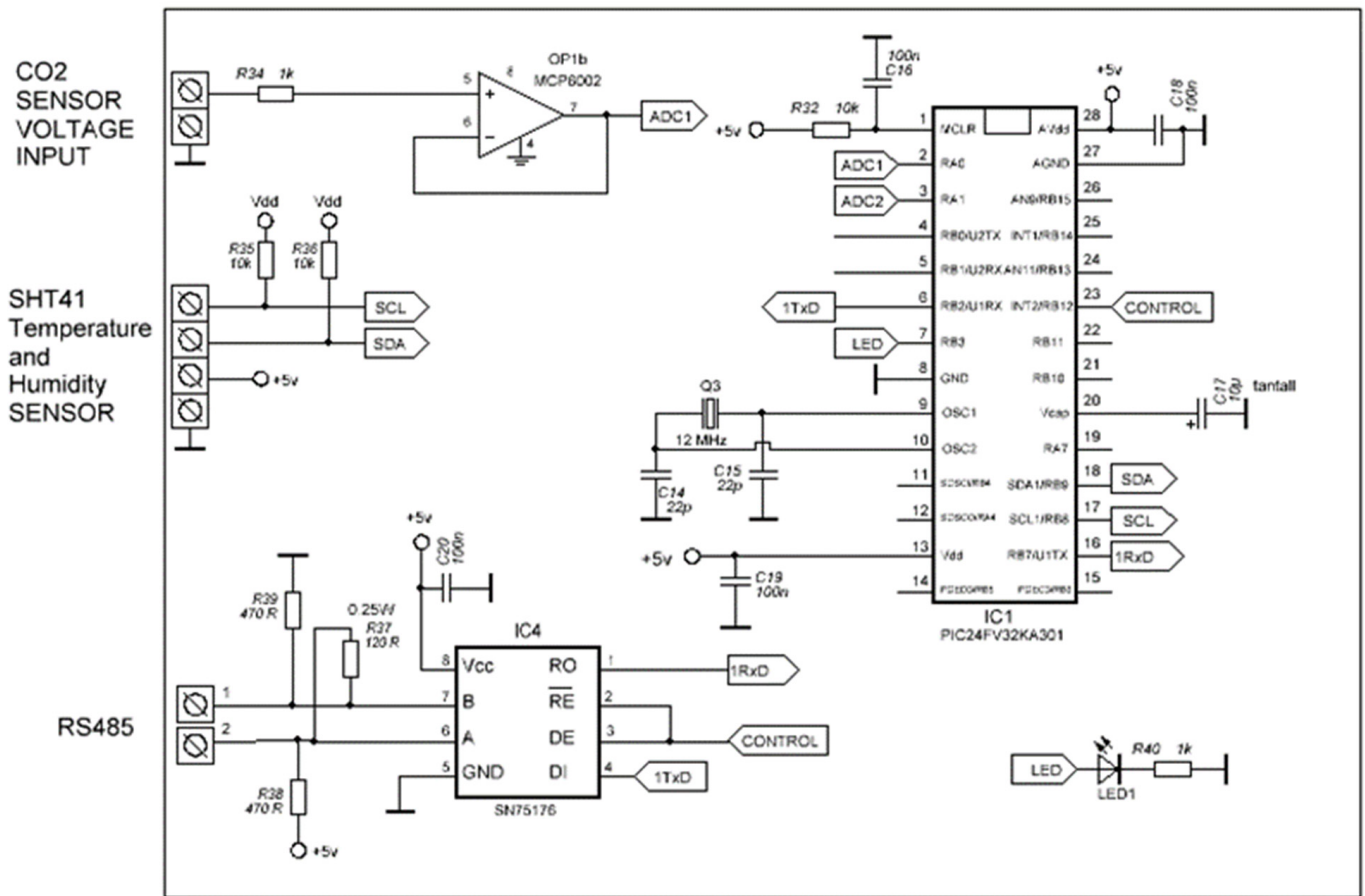 CO2
SENSOR
VOLTAGE
INPUT
R34 1k
OP1b
MCP6002
8
5
+
6
−
7
4
ADC1
Vdd
Vdd
R35
10k
R36
10k
SHT41
Temperature
and
Humidity
SENSOR
SCL
SDA
+5v
100n
C16
R32 10k
+5v
+5v
C18
100n
1 MCLR AVdd 28
ADC1 2 RA0 AGND 27
ADC2 3 RA1 AN9/RB15 26
4 RB0/U2TX INT1/RB14 25
5 RB1/U2RX AN11/RB13 24
1TxD 6 RB2/U1RX INT2/RB12 23 CONTROL
LED 7 RB3 RB11 22
8 GND RB10 21
9 OSC1 Vcap 20
10 OSC2 RA7 19
11 SDA1/RB9 18 SDA
12 SCL1/RB8 17 SCL
13 Vdd RB7/U1TX 16 1RxD
14 15
C17
10µ
+
tantall
Q3
12 MHz
C14
22p
C15
22p
+5v
C19
100n
IC1
PIC24FV32KA301
RS485
1
2
R39
470 R
0.25W
R37
120 R
R38
470 R
+5v
+5v
C20
100n
IC4
8 Vcc RO 1 1RxD
7 B RE 2
6 A DE 3 CONTROL
5 GND DI 4 1TxD
SN75176
LED
LED1
R40 1k